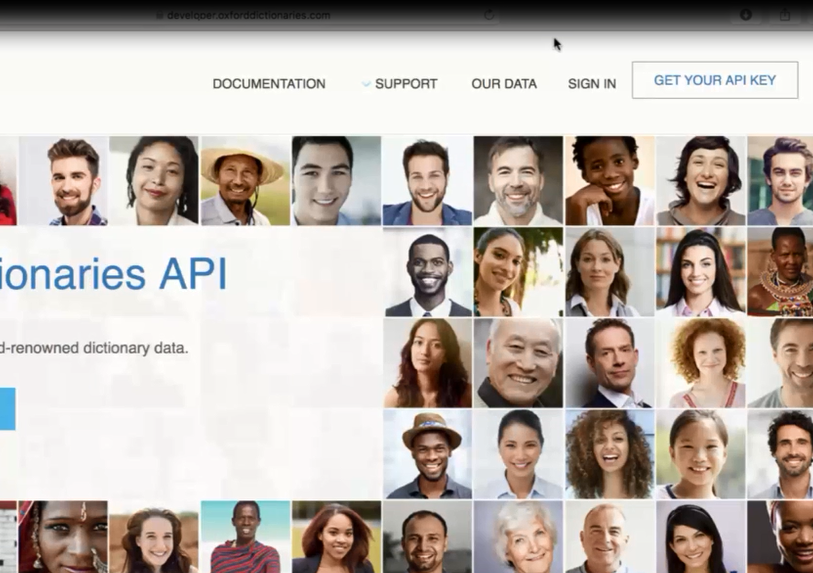 developer.oxforddictionaries.com
DOCUMENTATION SUPPORT OUR DATA SIGN IN GET YOUR API KEY
ionaries API
d-renowned dictionary data.